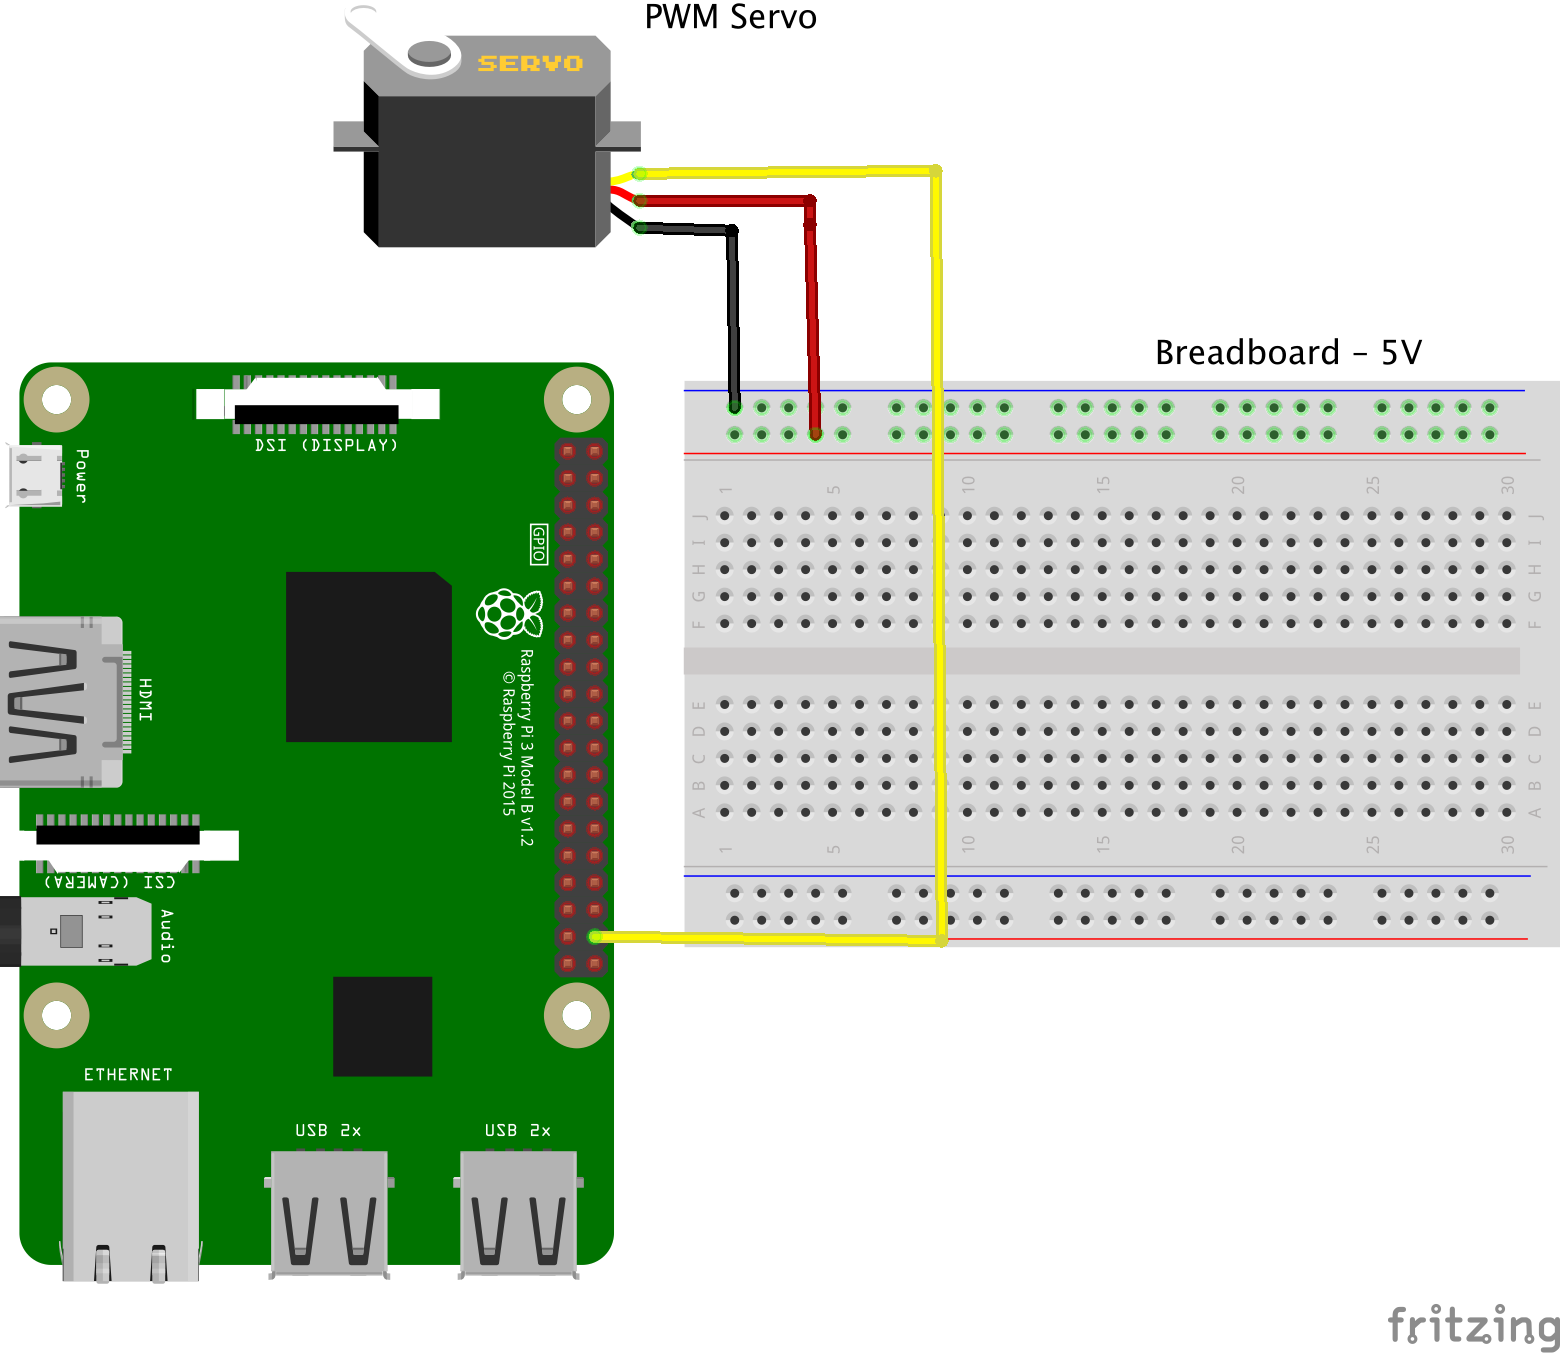 PWM Servo
SERVO
Breadboard – 5V
DSI (DISPLAY)
Power
GPIO
Raspberry Pi 3 Model B v1.2
© Raspberry Pi 2015
HDMI
CSI (CAMERA)
Audio
ETHERNET
USB 2x
USB 2x
1 5 10 15 20 25 30
J J
I I
H H
G G
F F
E E
D D
C C
B B
A A
1 5 10 15 20 25 30
fritzing